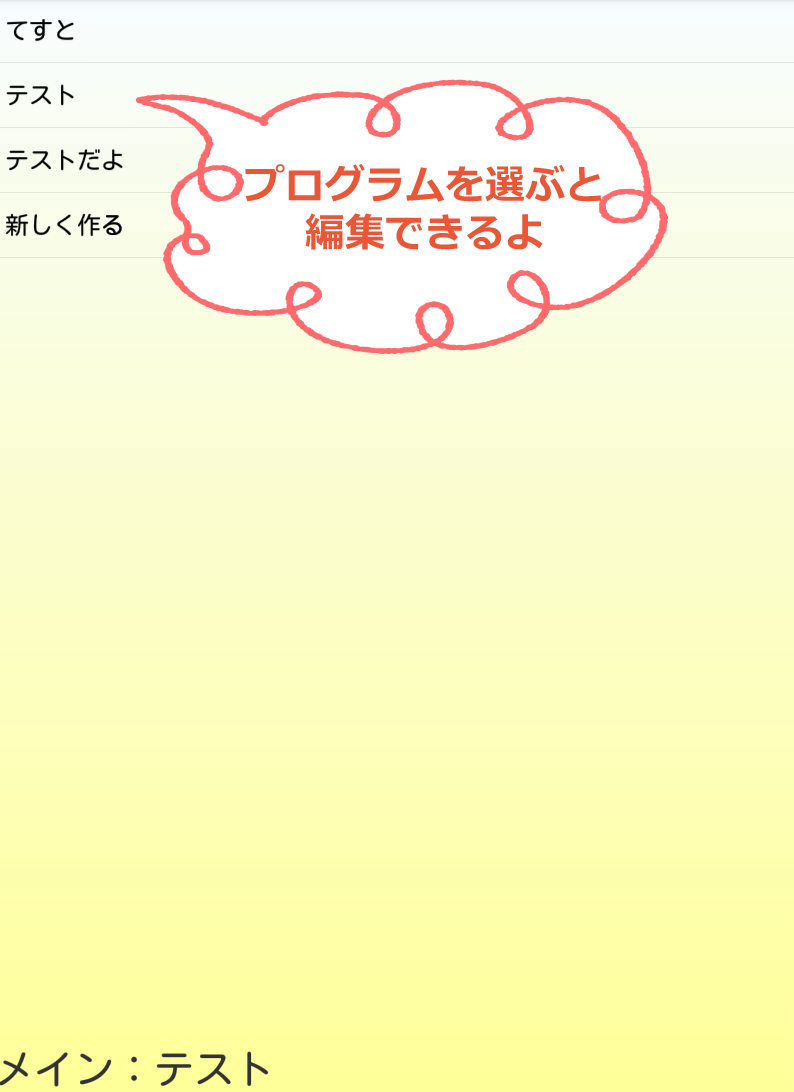 てすと
テスト
テストだよ
新しく作る
プログラムを選ぶと
編集できるよ
メイン：テスト